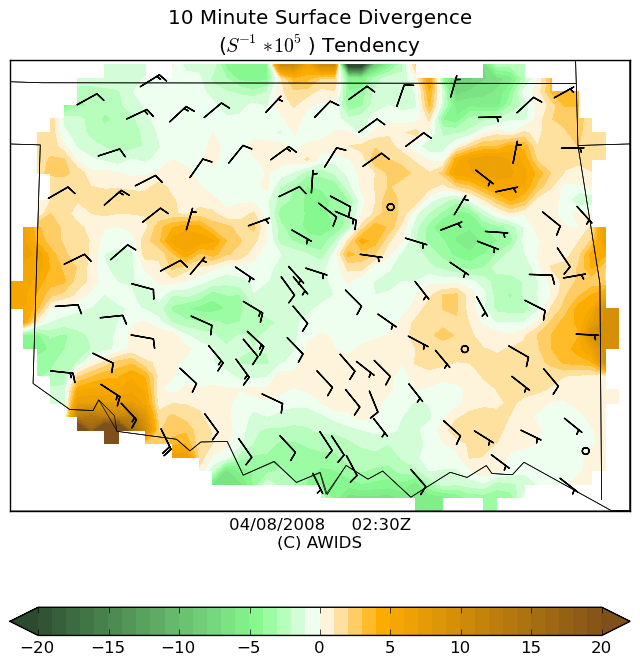 10 Minute Surface Divergence
(S⁻¹ * 10⁵ ) Tendency
04/08/2008 02:30Z
(C) AWIDS
−20 −15 −10 −5 0 5 10 15 20